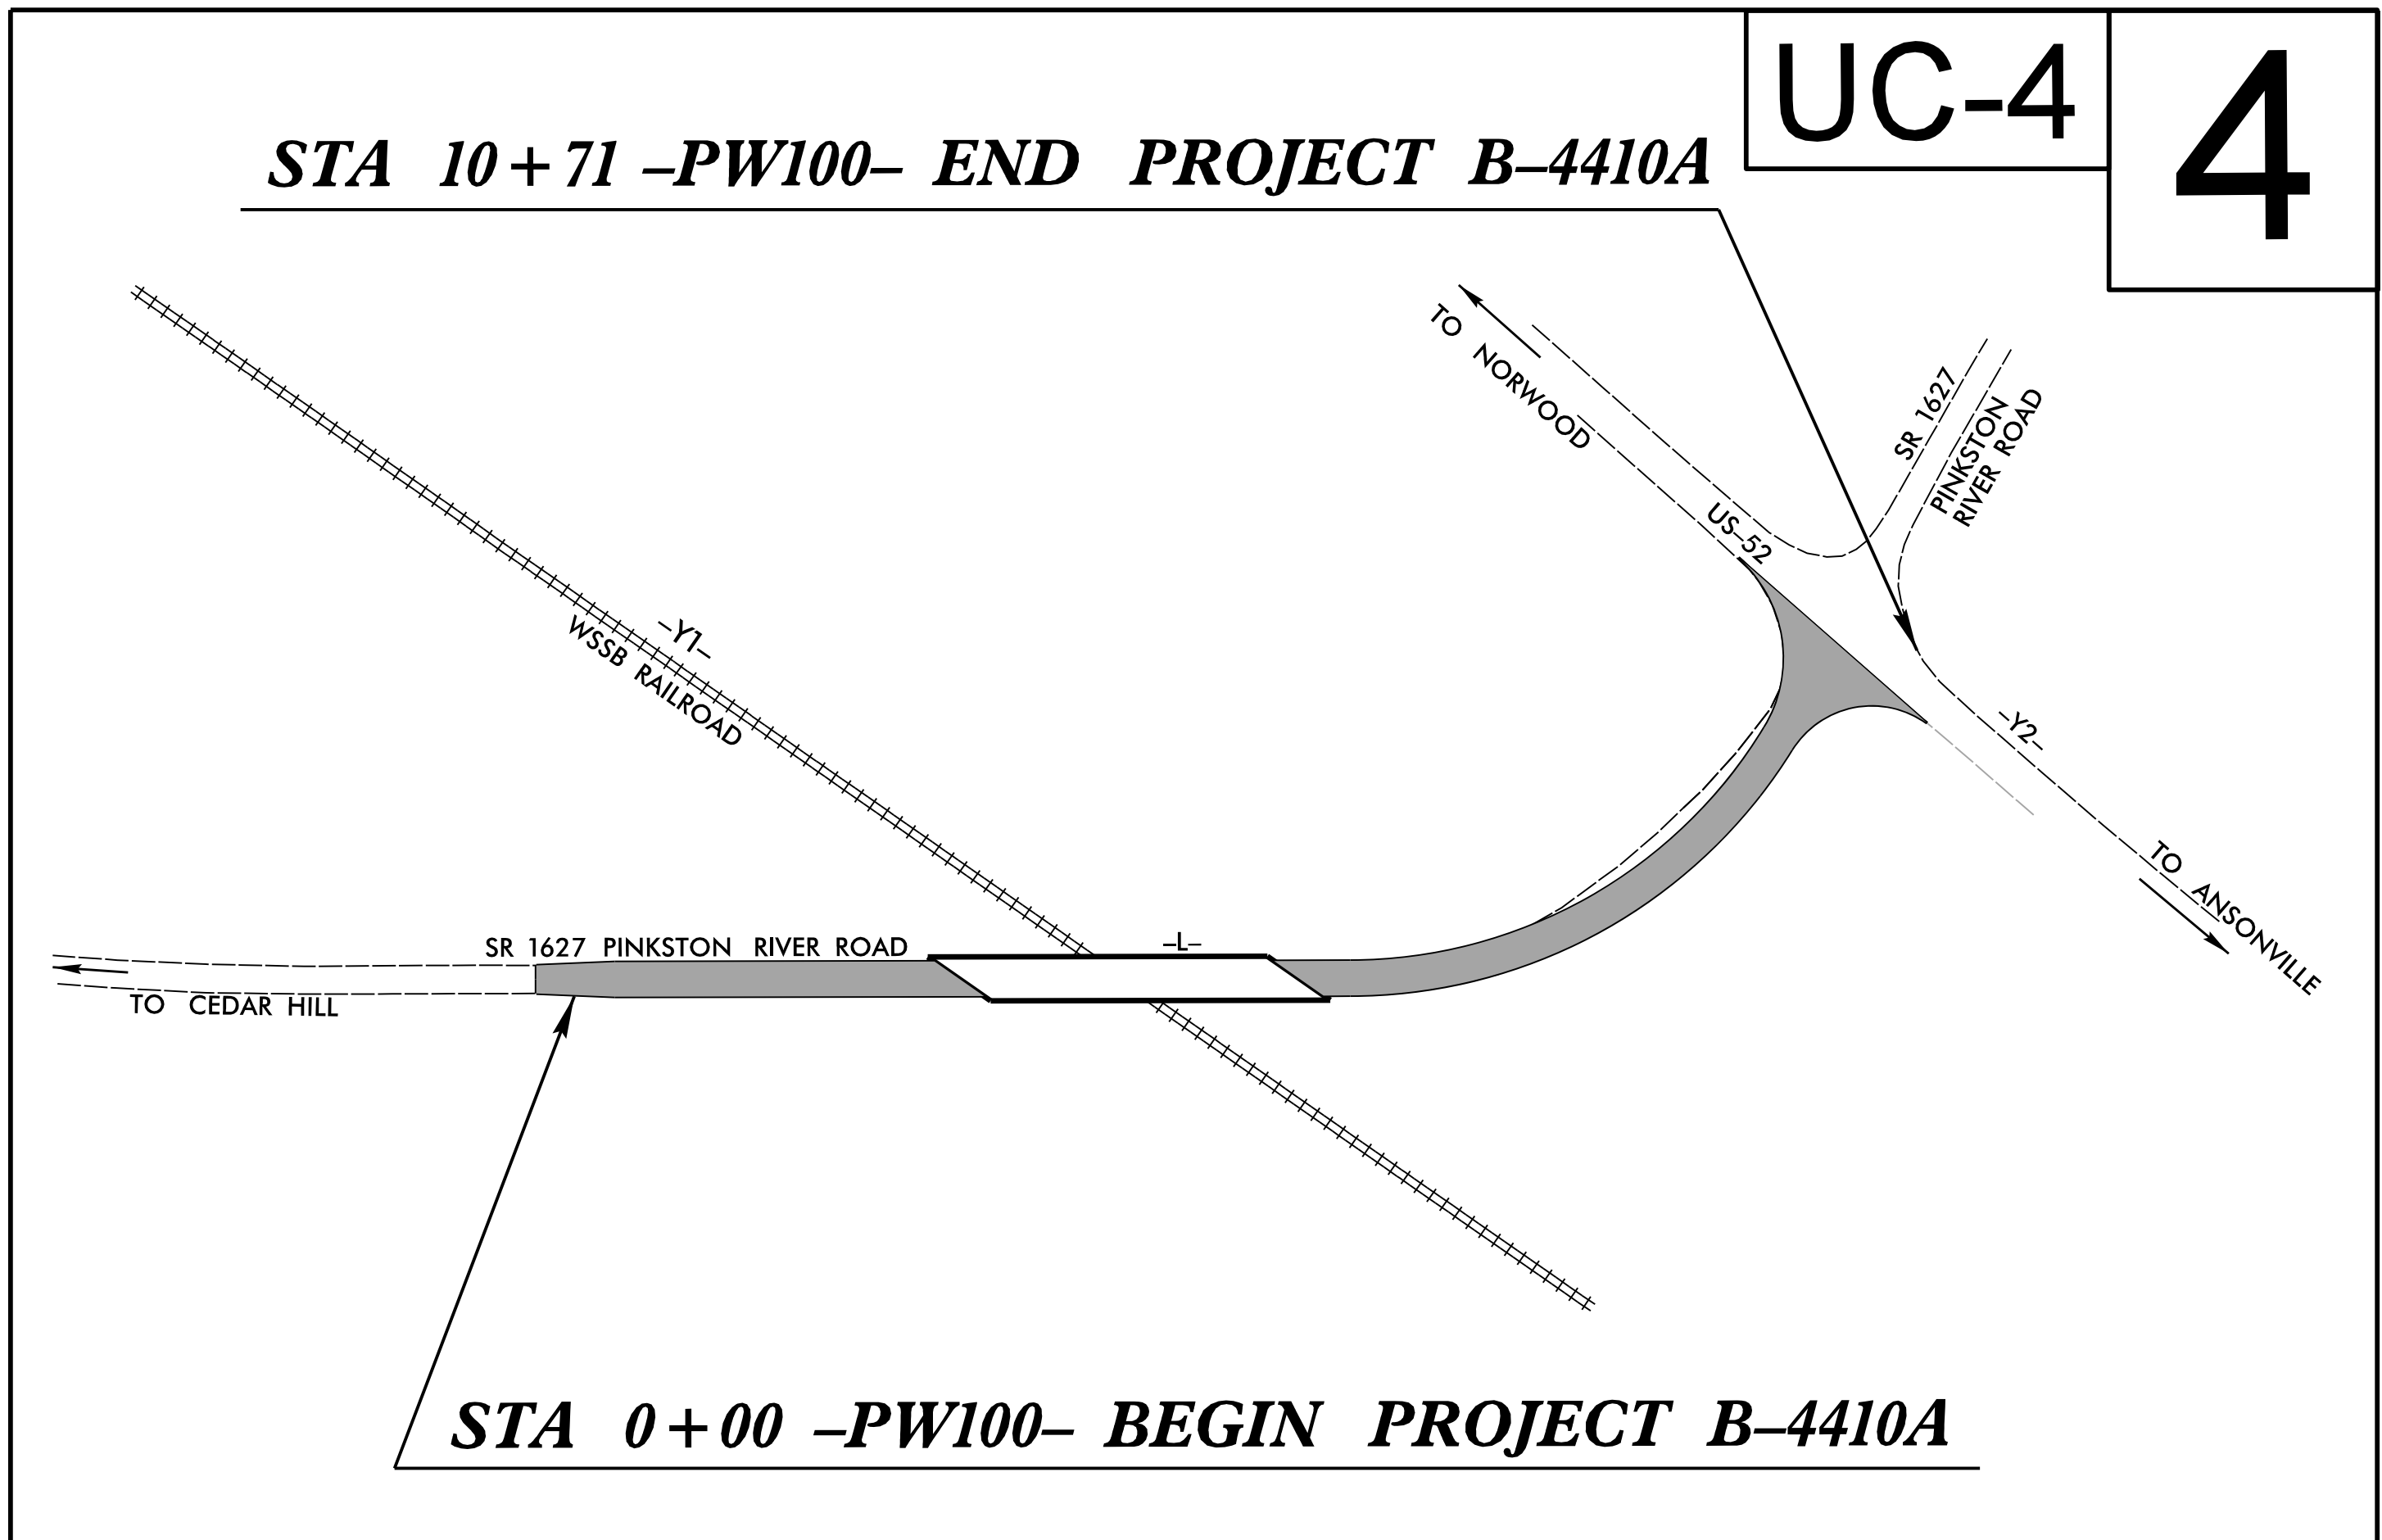 UC-4
4
STA 10+71 -PW100- END PROJECT B-4410A
TO NORWOOD
SR 1627
PINKSTON
RIVER ROAD
US 52
-Y1-
WSSB RAILROAD
-Y2-
TO ANSONVILLE
SR 1627 PINKSTON RIVER ROAD
-L-
TO CEDAR HILL
STA 0+00 -PW100- BEGIN PROJECT B-4410A